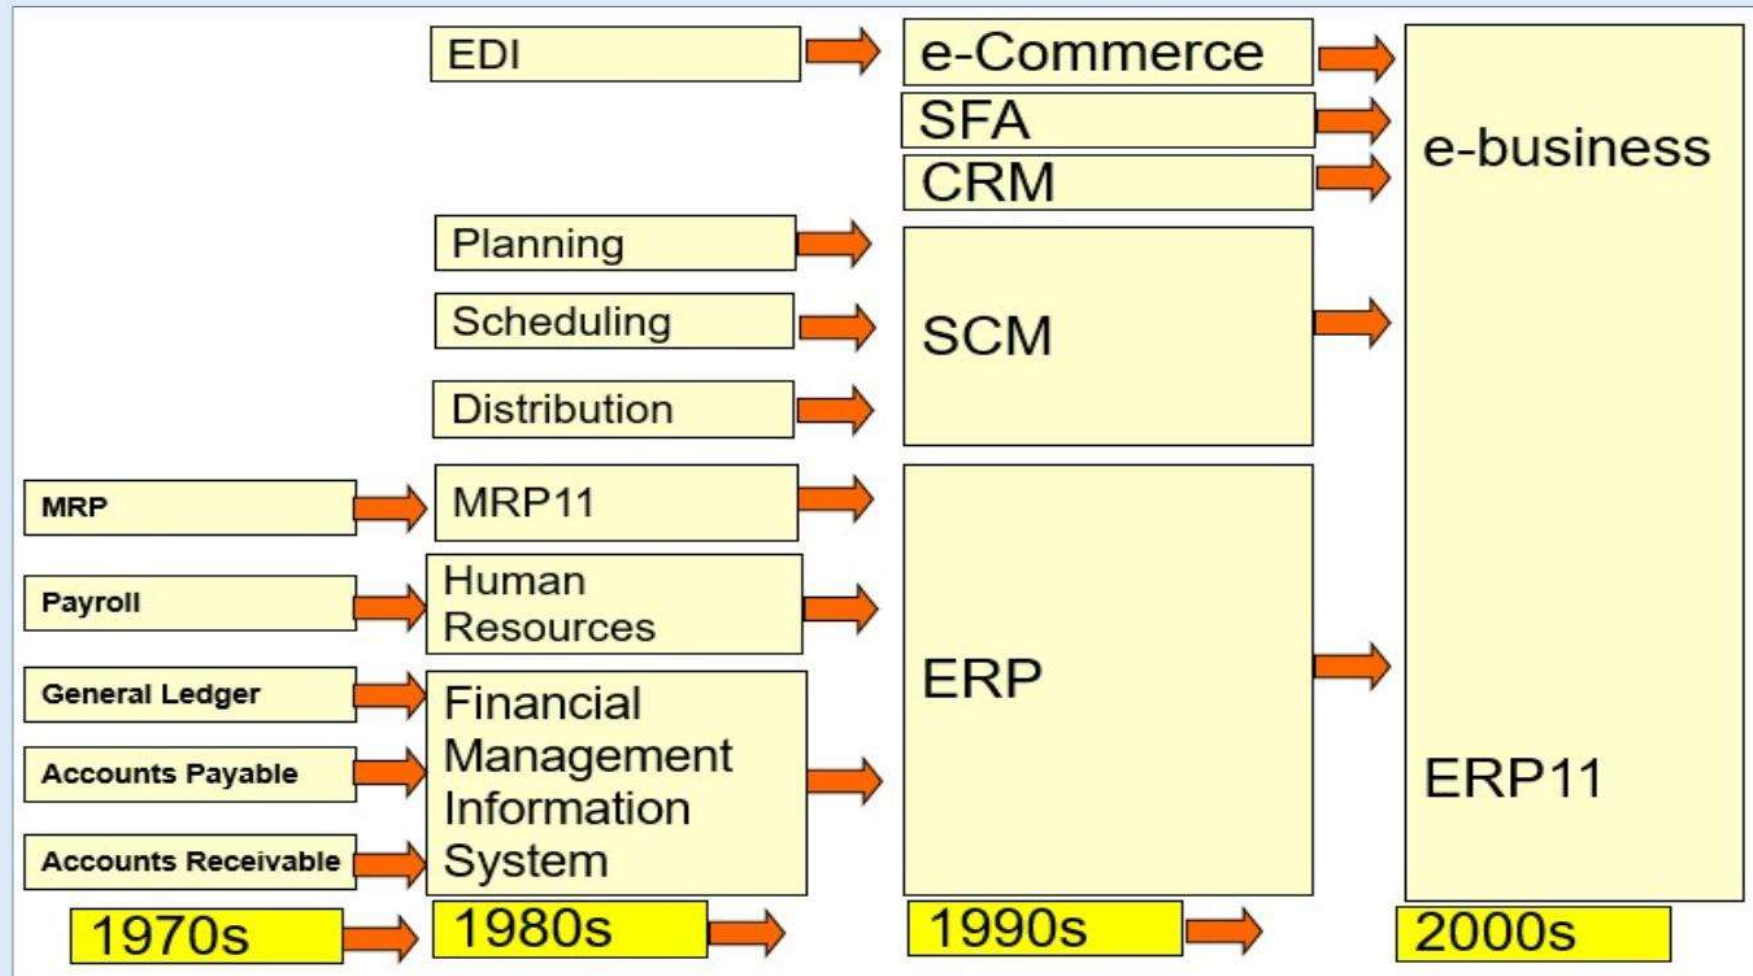 EDI
e-Commerce
SFA
CRM
e-business
Planning
Scheduling
SCM
Distribution
MRP
MRP11
Payroll
Human
Resources
General Ledger
Accounts Payable
Accounts Receivable
Financial
Management
Information
System
ERP
ERP11
1970s
1980s
1990s
2000s